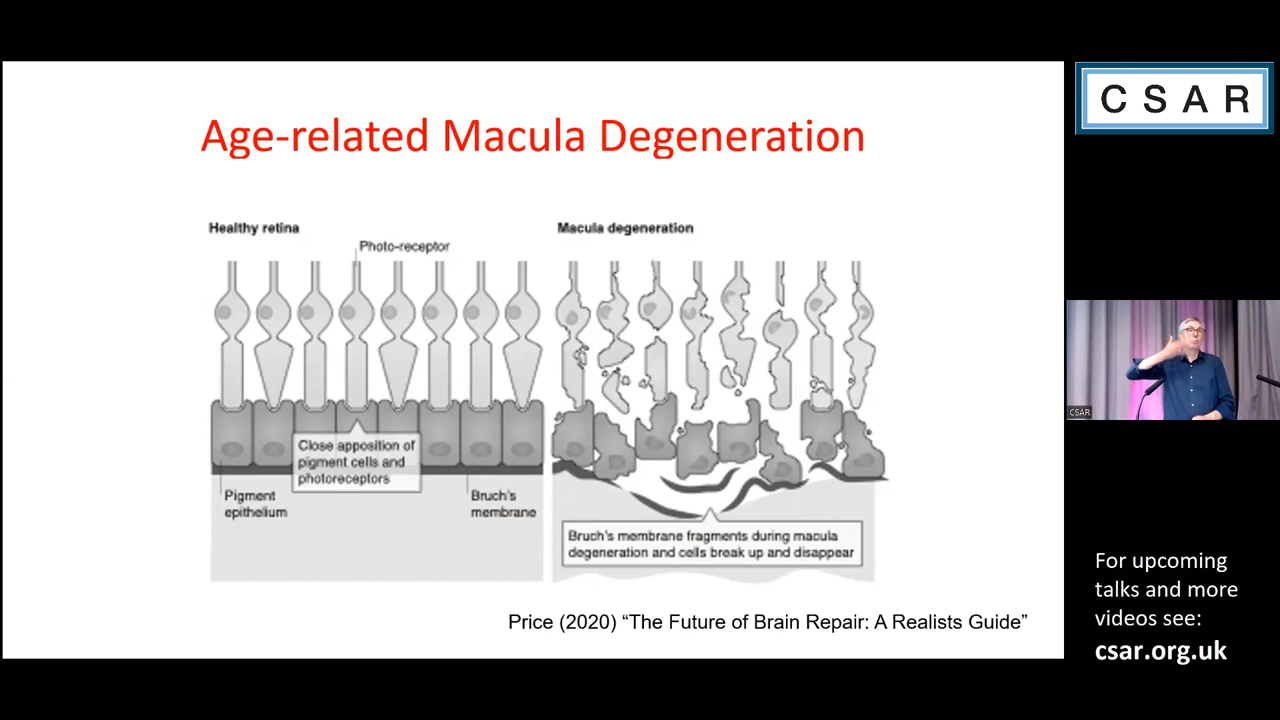 Age-related Macula Degeneration
Healthy retina
Photo-receptor
Close apposition of
pigment cells and
photoreceptors
Pigment
epithelium
Bruch's
membrane
Macula degeneration
Bruch's membrane fragments during macula
degeneration and cells break up and disappear
Price (2020) “The Future of Brain Repair: A Realists Guide”
CSAR
CSAR
For upcoming
talks and more
videos see:
csar.org.uk